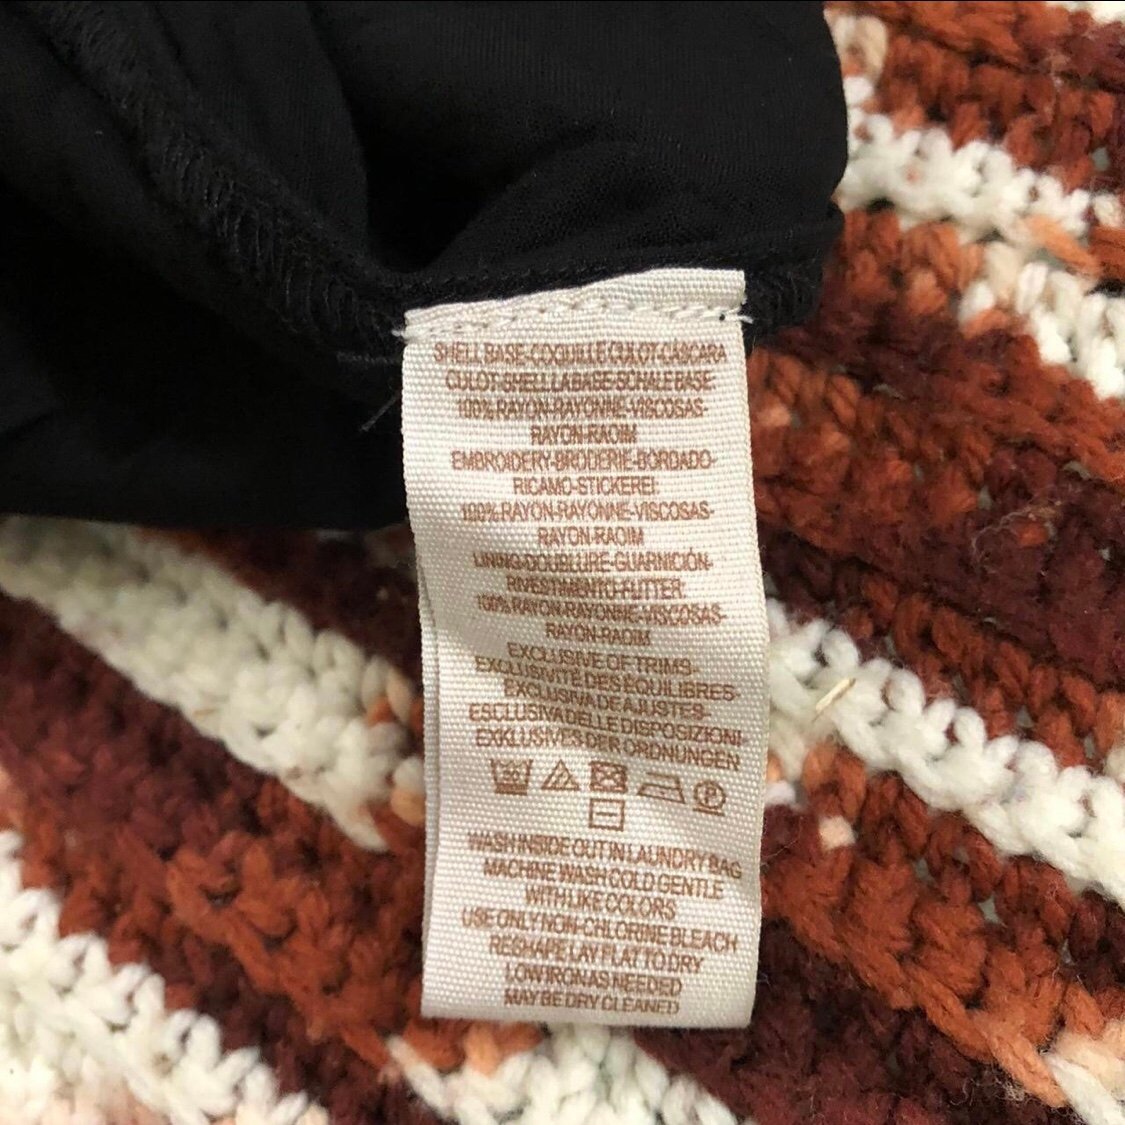 SHELL BASE-COQUILLE CULOT-CASCARA
CULOT-SHELL LA BASE-SCHALE BASE:
100% RAYON-RAYONNE-VISCOSAS-
RAYON-RAOIM
EMBROIDERY-BRODERIE-BORDADO-
RICAMO-STICKEREI:
100% RAYON-RAYONNE-VISCOSAS-
RAYON-RAOIM
LINING-DOUBLURE-GUARNICIÓN-
RIVESTIMENTO-FUTTER
100% RAYON-RAYONNE-VISCOSAS-
RAYON-RAOIM
EXCLUSIVE OF TRIMS-
EXCLUSIVITÉ DES ÉQUILIBRES-
EXCLUSIVA DE AJUSTES-
ESCLUSIVA DELLE DISPOSIZIONI-
EXKLUSIVES DER ORDNUNGEN
P
WASH INSIDE OUT IN LAUNDRY BAG
MACHINE WASH COLD GENTLE
WITH LIKE COLORS
USE ONLY NON-CHLORINE BLEACH
RESHAPE LAY FLAT TO DRY
LOW IRON AS NEEDED
MAY BE DRY CLEANED